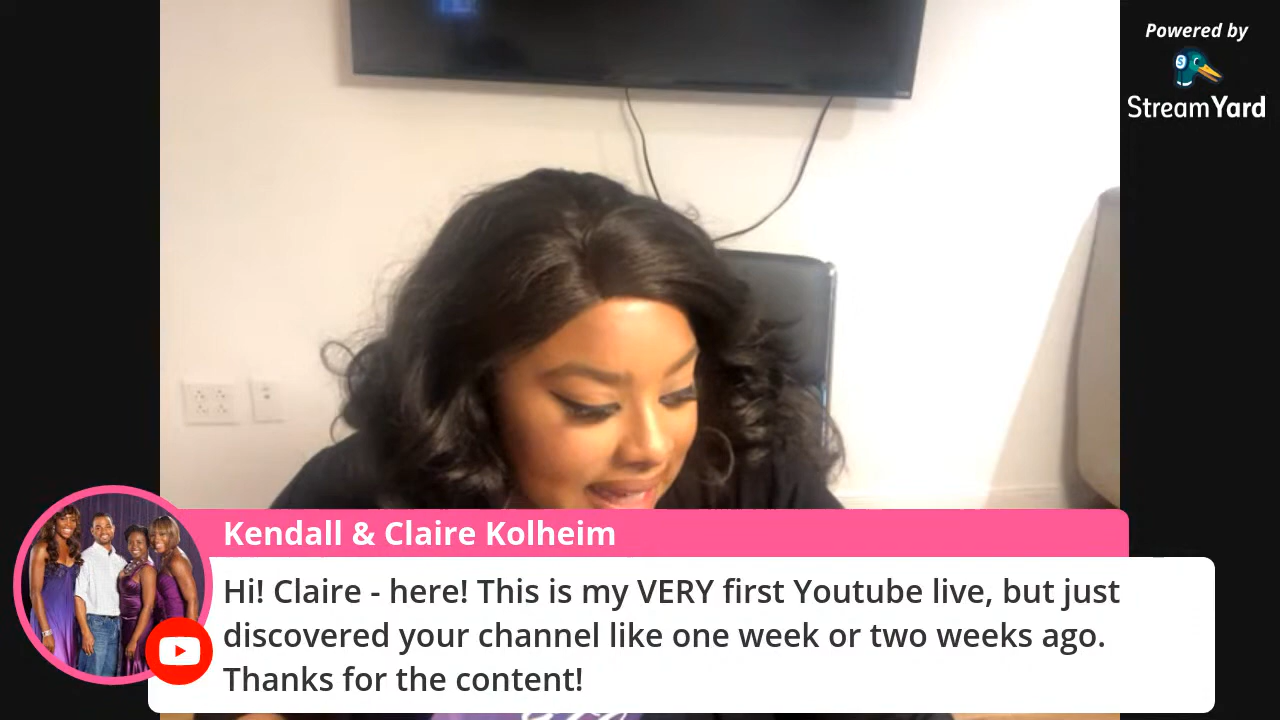 Powered by
StreamYard
Kendall & Claire Kolheim
Hi! Claire - here! This is my VERY first Youtube live, but just
discovered your channel like one week or two weeks ago.
Thanks for the content!